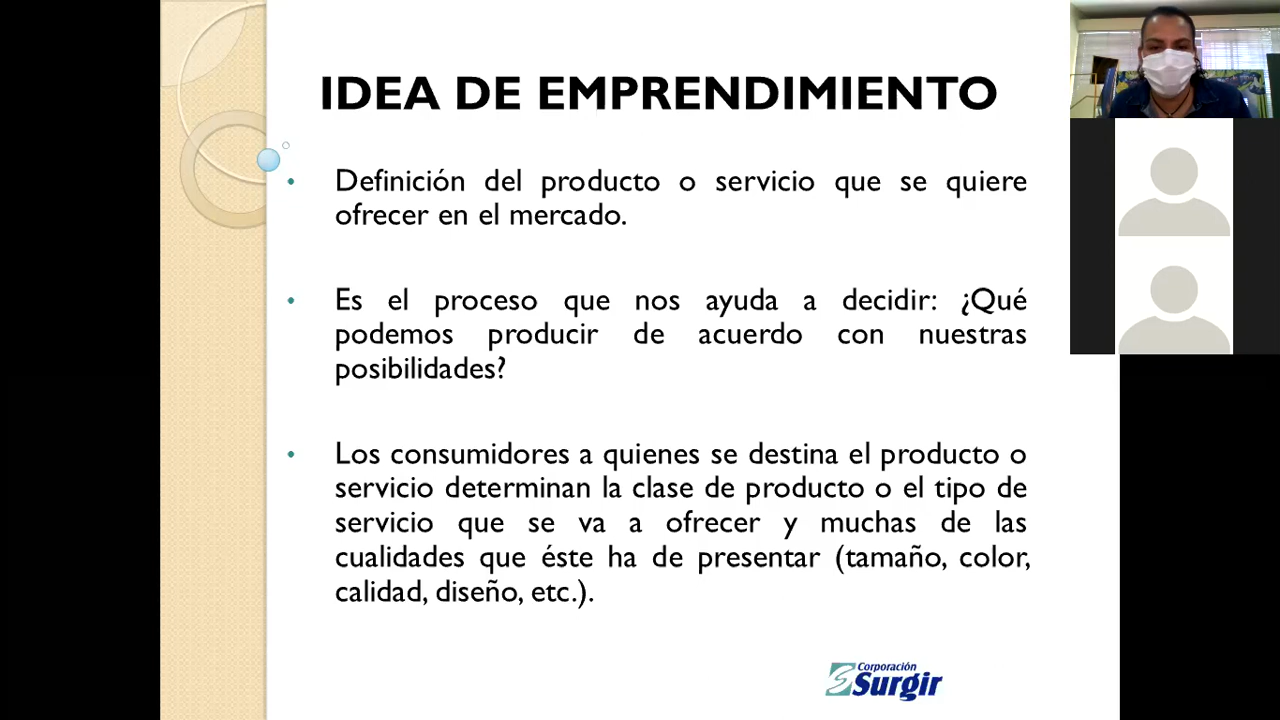 IDEA DE EMPRENDIMIENTO
Definición del producto o servicio que se quiere
ofrecer en el mercado.
Es el proceso que nos ayuda a decidir: ¿Qué
podemos producir de acuerdo con nuestras
posibilidades?
Los consumidores a quienes se destina el producto o
servicio determinan la clase de producto o el tipo de
servicio que se va a ofrecer y muchas de las
cualidades que éste ha de presentar (tamaño, color,
calidad, diseño, etc.).
Corporación
Surgir